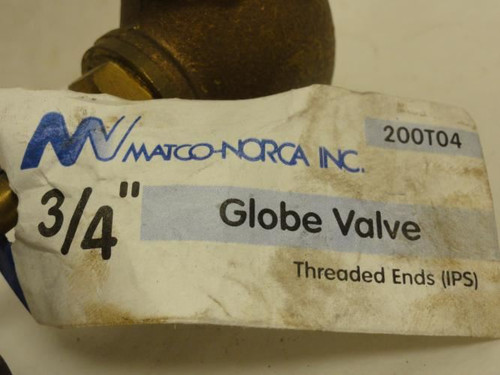 200T04
MATCO-NORCA INC.
3/4" Globe Valve
Threaded Ends (IPS)